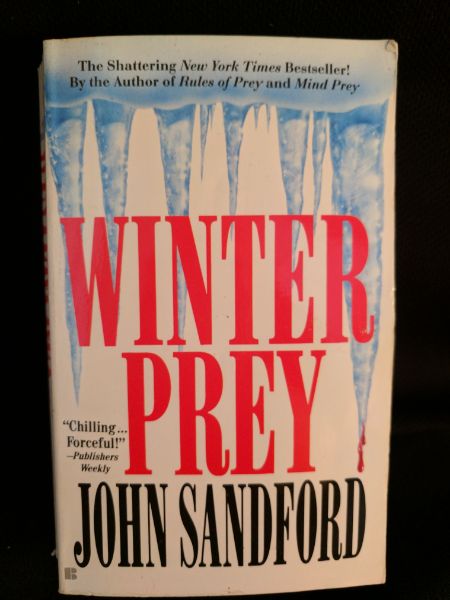 The Shattering New York Times Bestseller!
By the Author of Rules of Prey and Mind Prey
WINTER
PREY
“Chilling...
Forceful!”
—Publishers
Weekly
JOHN SANDFORD
B